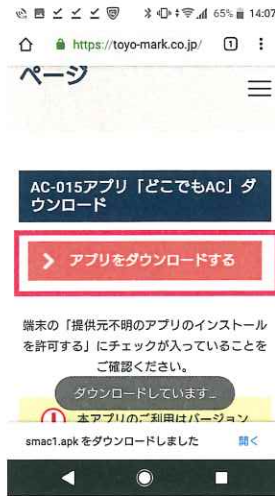 65% 14:07
https://toyo-mark.co.jp/ 1
ページ
AC-015アプリ「どこでもAC」ダ
ウンロード
アプリをダウンロードする
端末の「提供元不明のアプリのインストール
を許可する」にチェックが入っていることを
ご確認ください。
ダウンロードしています_
本アプリのご利用はバージョン
smac1.apk をダウンロードしました 開く